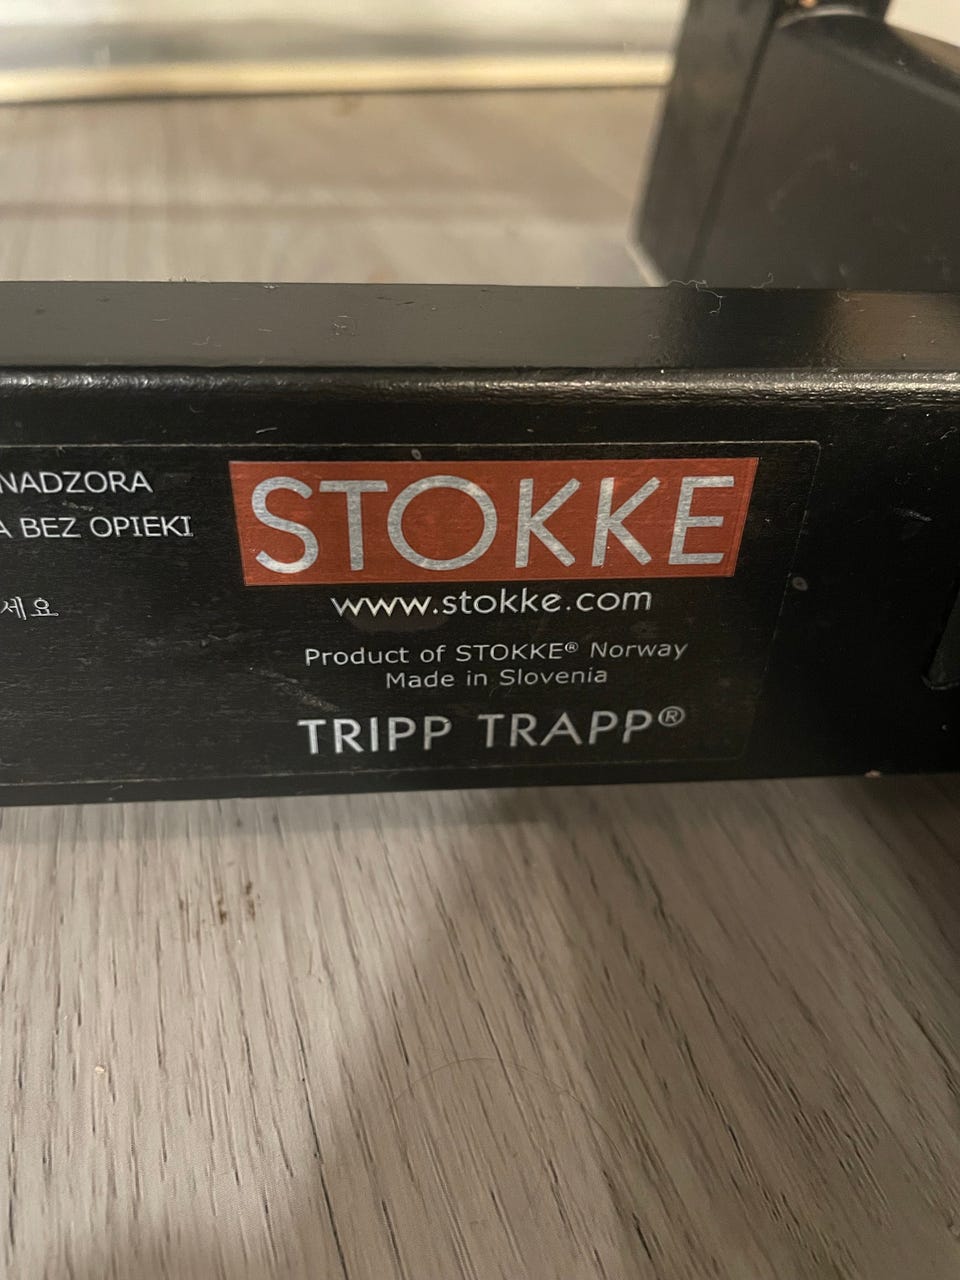 NADZORA
A BEZ OPIEKI
세요
STOKKE
www.stokke.com
Product of STOKKE® Norway
Made in Slovenia
TRIPP TRAPP®